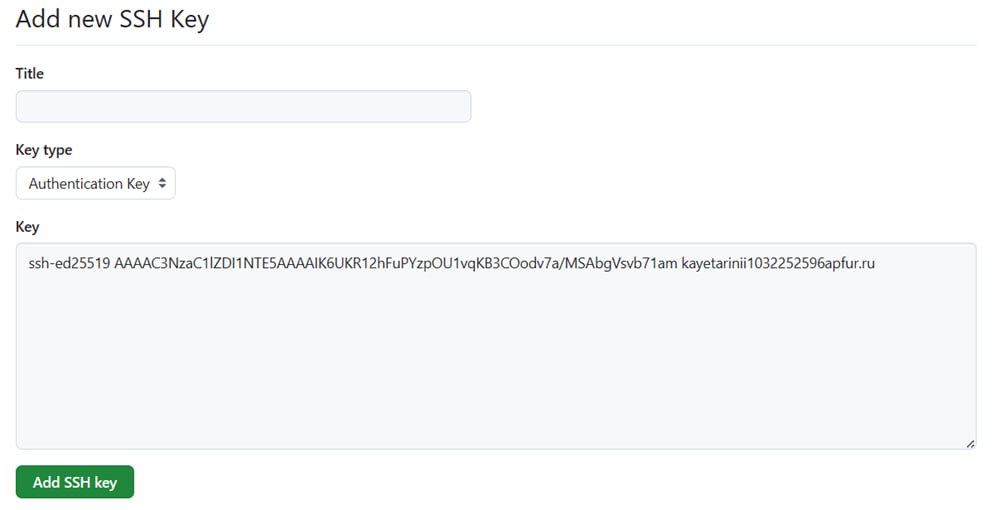 Add new SSH Key
Title
Key type
Authentication Key
Key
ssh-ed25519 AAAAC3NzaC1lZDI1NTE5AAAAIK6UKR12hFuPYzpOU1vqKB3COodv7a/MSAbgVsvb71am kayetarinii1032252596apfur.ru
Add SSH key